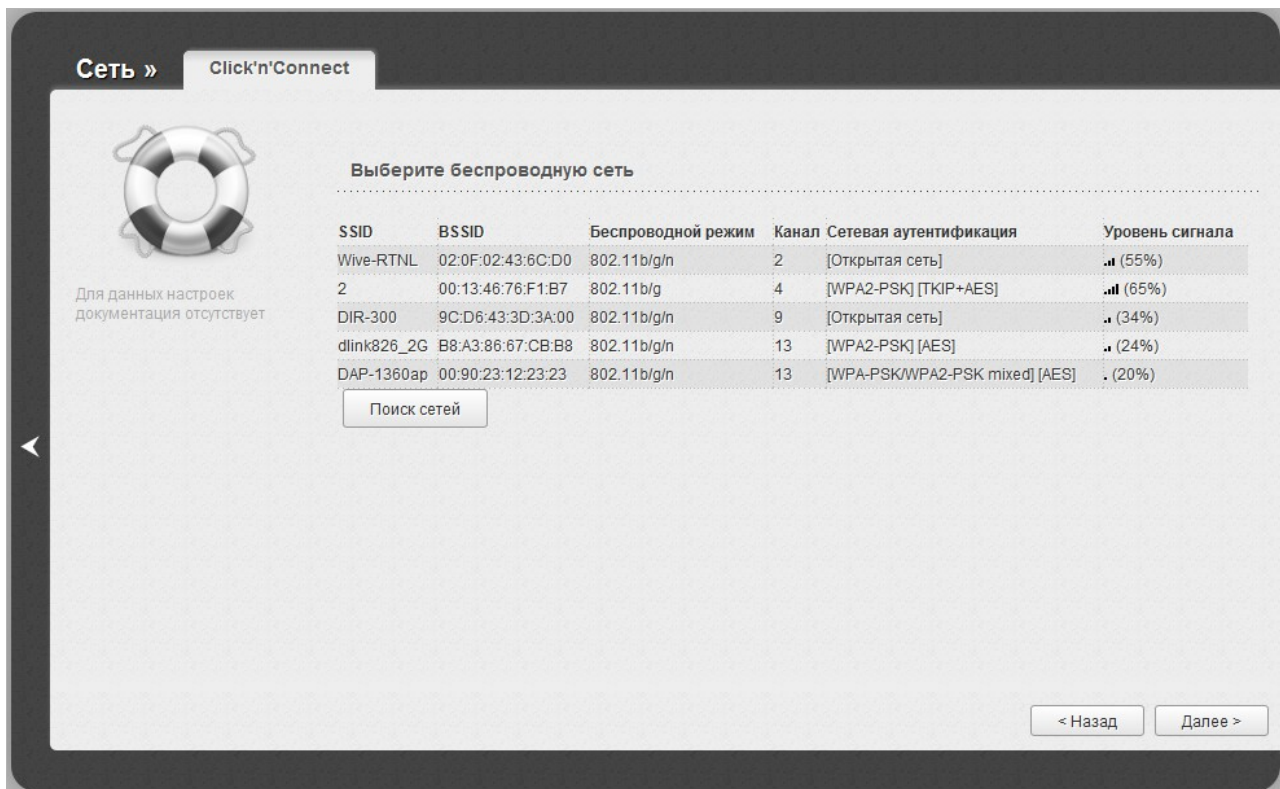 Сеть »
Click'n'Connect
Для данных настроек
документация отсутствует
Выберите беспроводную сеть
SSID BSSID Беспроводной режим Канал Сетевая аутентификация Уровень сигнала
Wive-RTNL 02:0F:02:43:6C:D0 802.11b/g/n 2 [Открытая сеть] (55%)
2 00:13:46:76:F1:B7 802.11b/g 4 [WPA2-PSK] [TKIP+AES] (65%)
DIR-300 9C:D6:43:3D:3A:00 802.11b/g/n 9 [Открытая сеть] (34%)
dlink826_2G B8:A3:86:67:CB:B8 802.11b/g/n 13 [WPA2-PSK] [AES] (24%)
DAP-1360ap 00:90:23:12:23:23 802.11b/g/n 13 [WPA-PSK/WPA2-PSK mixed] [AES] (20%)
Поиск сетей
< Назад
Далее >